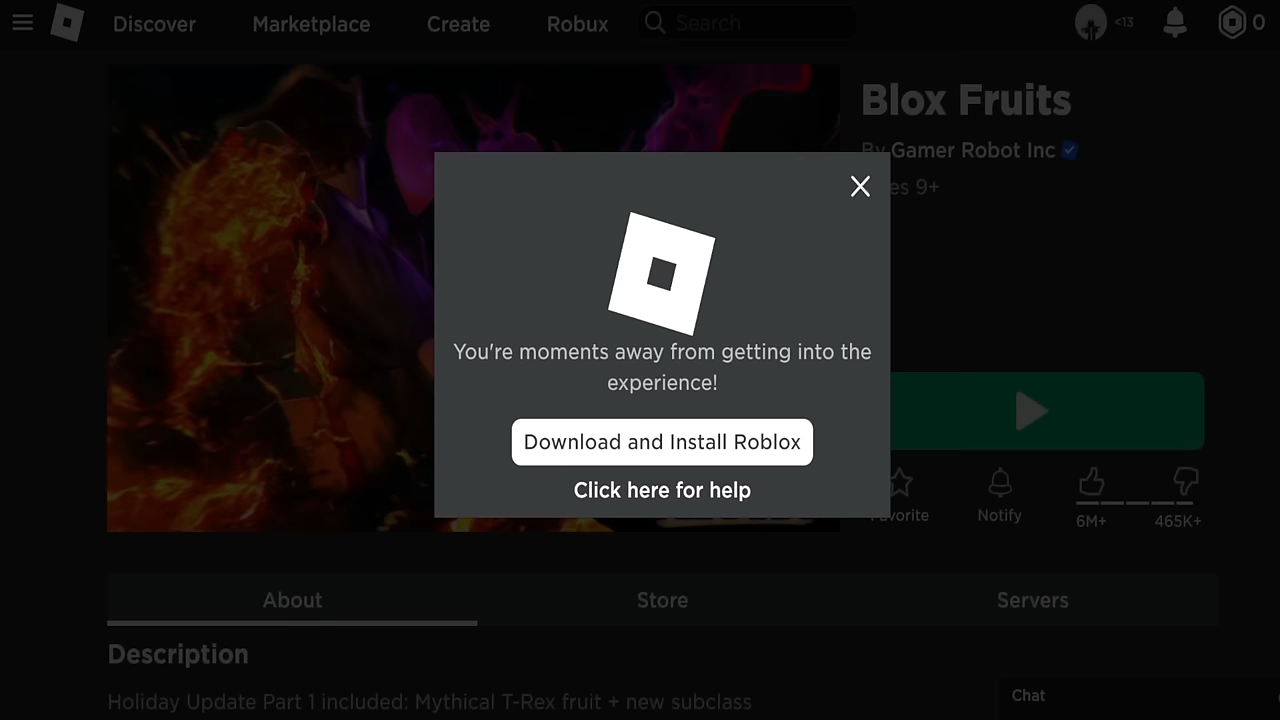 Discover
Marketplace
Create
Robux
Search
<13
0
Blox Fruits
By Gamer Robot Inc
es 9+
You're moments away from getting into the
experience!
Download and Install Roblox
Click here for help
Favorite
Notify
6M+
465K+
About
Store
Servers
Description
Holiday Update Part 1 included: Mythical T-Rex fruit + new subclass
Chat